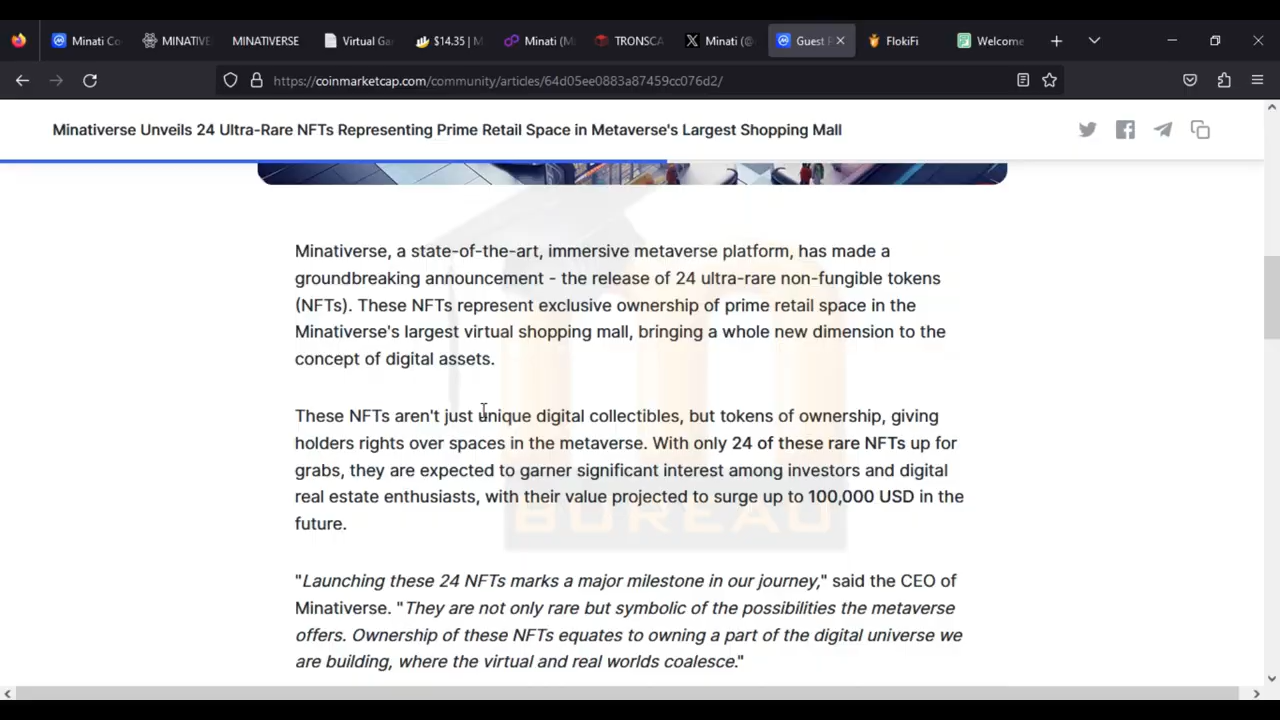 Minati Co
MINATIVE
MINATIVERSE
Virtual Ga
$14.35 | M
Minati (M
TRONSCA
Minati (@
Guest P
FlokiFi
Welcome
https://coinmarketcap.com/community/articles/64d05ee0883a87459cc076d2/
Minativerse Unveils 24 Ultra-Rare NFTs Representing Prime Retail Space in Metaverse's Largest Shopping Mall
Minativerse, a state-of-the-art, immersive metaverse platform, has made a
groundbreaking announcement - the release of 24 ultra-rare non-fungible tokens
(NFTs). These NFTs represent exclusive ownership of prime retail space in the
Minativerse's largest virtual shopping mall, bringing a whole new dimension to the
concept of digital assets.
These NFTs aren't just unique digital collectibles, but tokens of ownership, giving
holders rights over spaces in the metaverse. With only 24 of these rare NFTs up for
grabs, they are expected to garner significant interest among investors and digital
real estate enthusiasts, with their value projected to surge up to 100,000 USD in the
future.
BUREAU
"Launching these 24 NFTs marks a major milestone in our journey," said the CEO of
Minativerse. "They are not only rare but symbolic of the possibilities the metaverse
offers. Ownership of these NFTs equates to owning a part of the digital universe we
are building, where the virtual and real worlds coalesce."